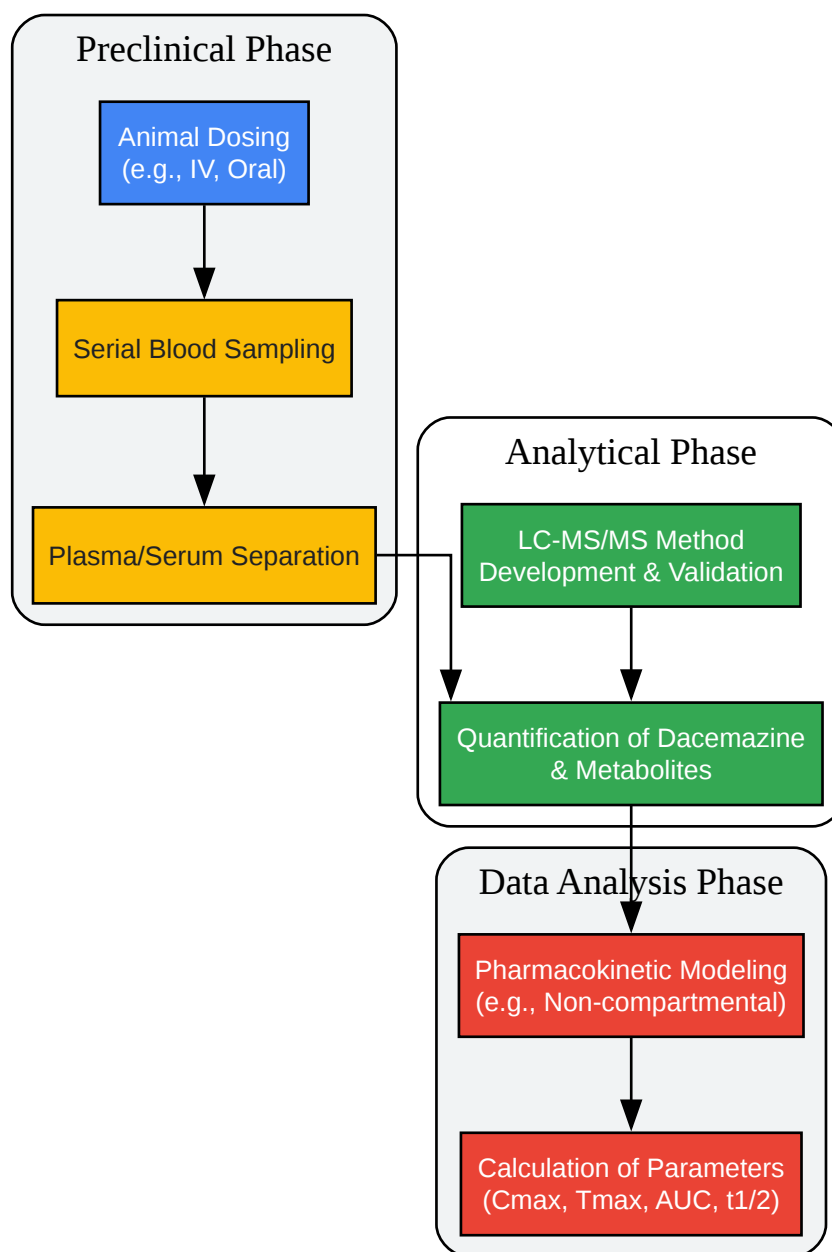 Preclinical Phase
Animal Dosing
(e.g., IV, Oral)
Serial Blood Sampling
Plasma/Serum Separation
Analytical Phase
LC-MS/MS Method
Development & Validation
Quantification of Dacemazine
& Metabolites
Data Analysis Phase
Pharmacokinetic Modeling
(e.g., Non-compartmental)
Calculation of Parameters
(Cmax, Tmax, AUC, t1/2)